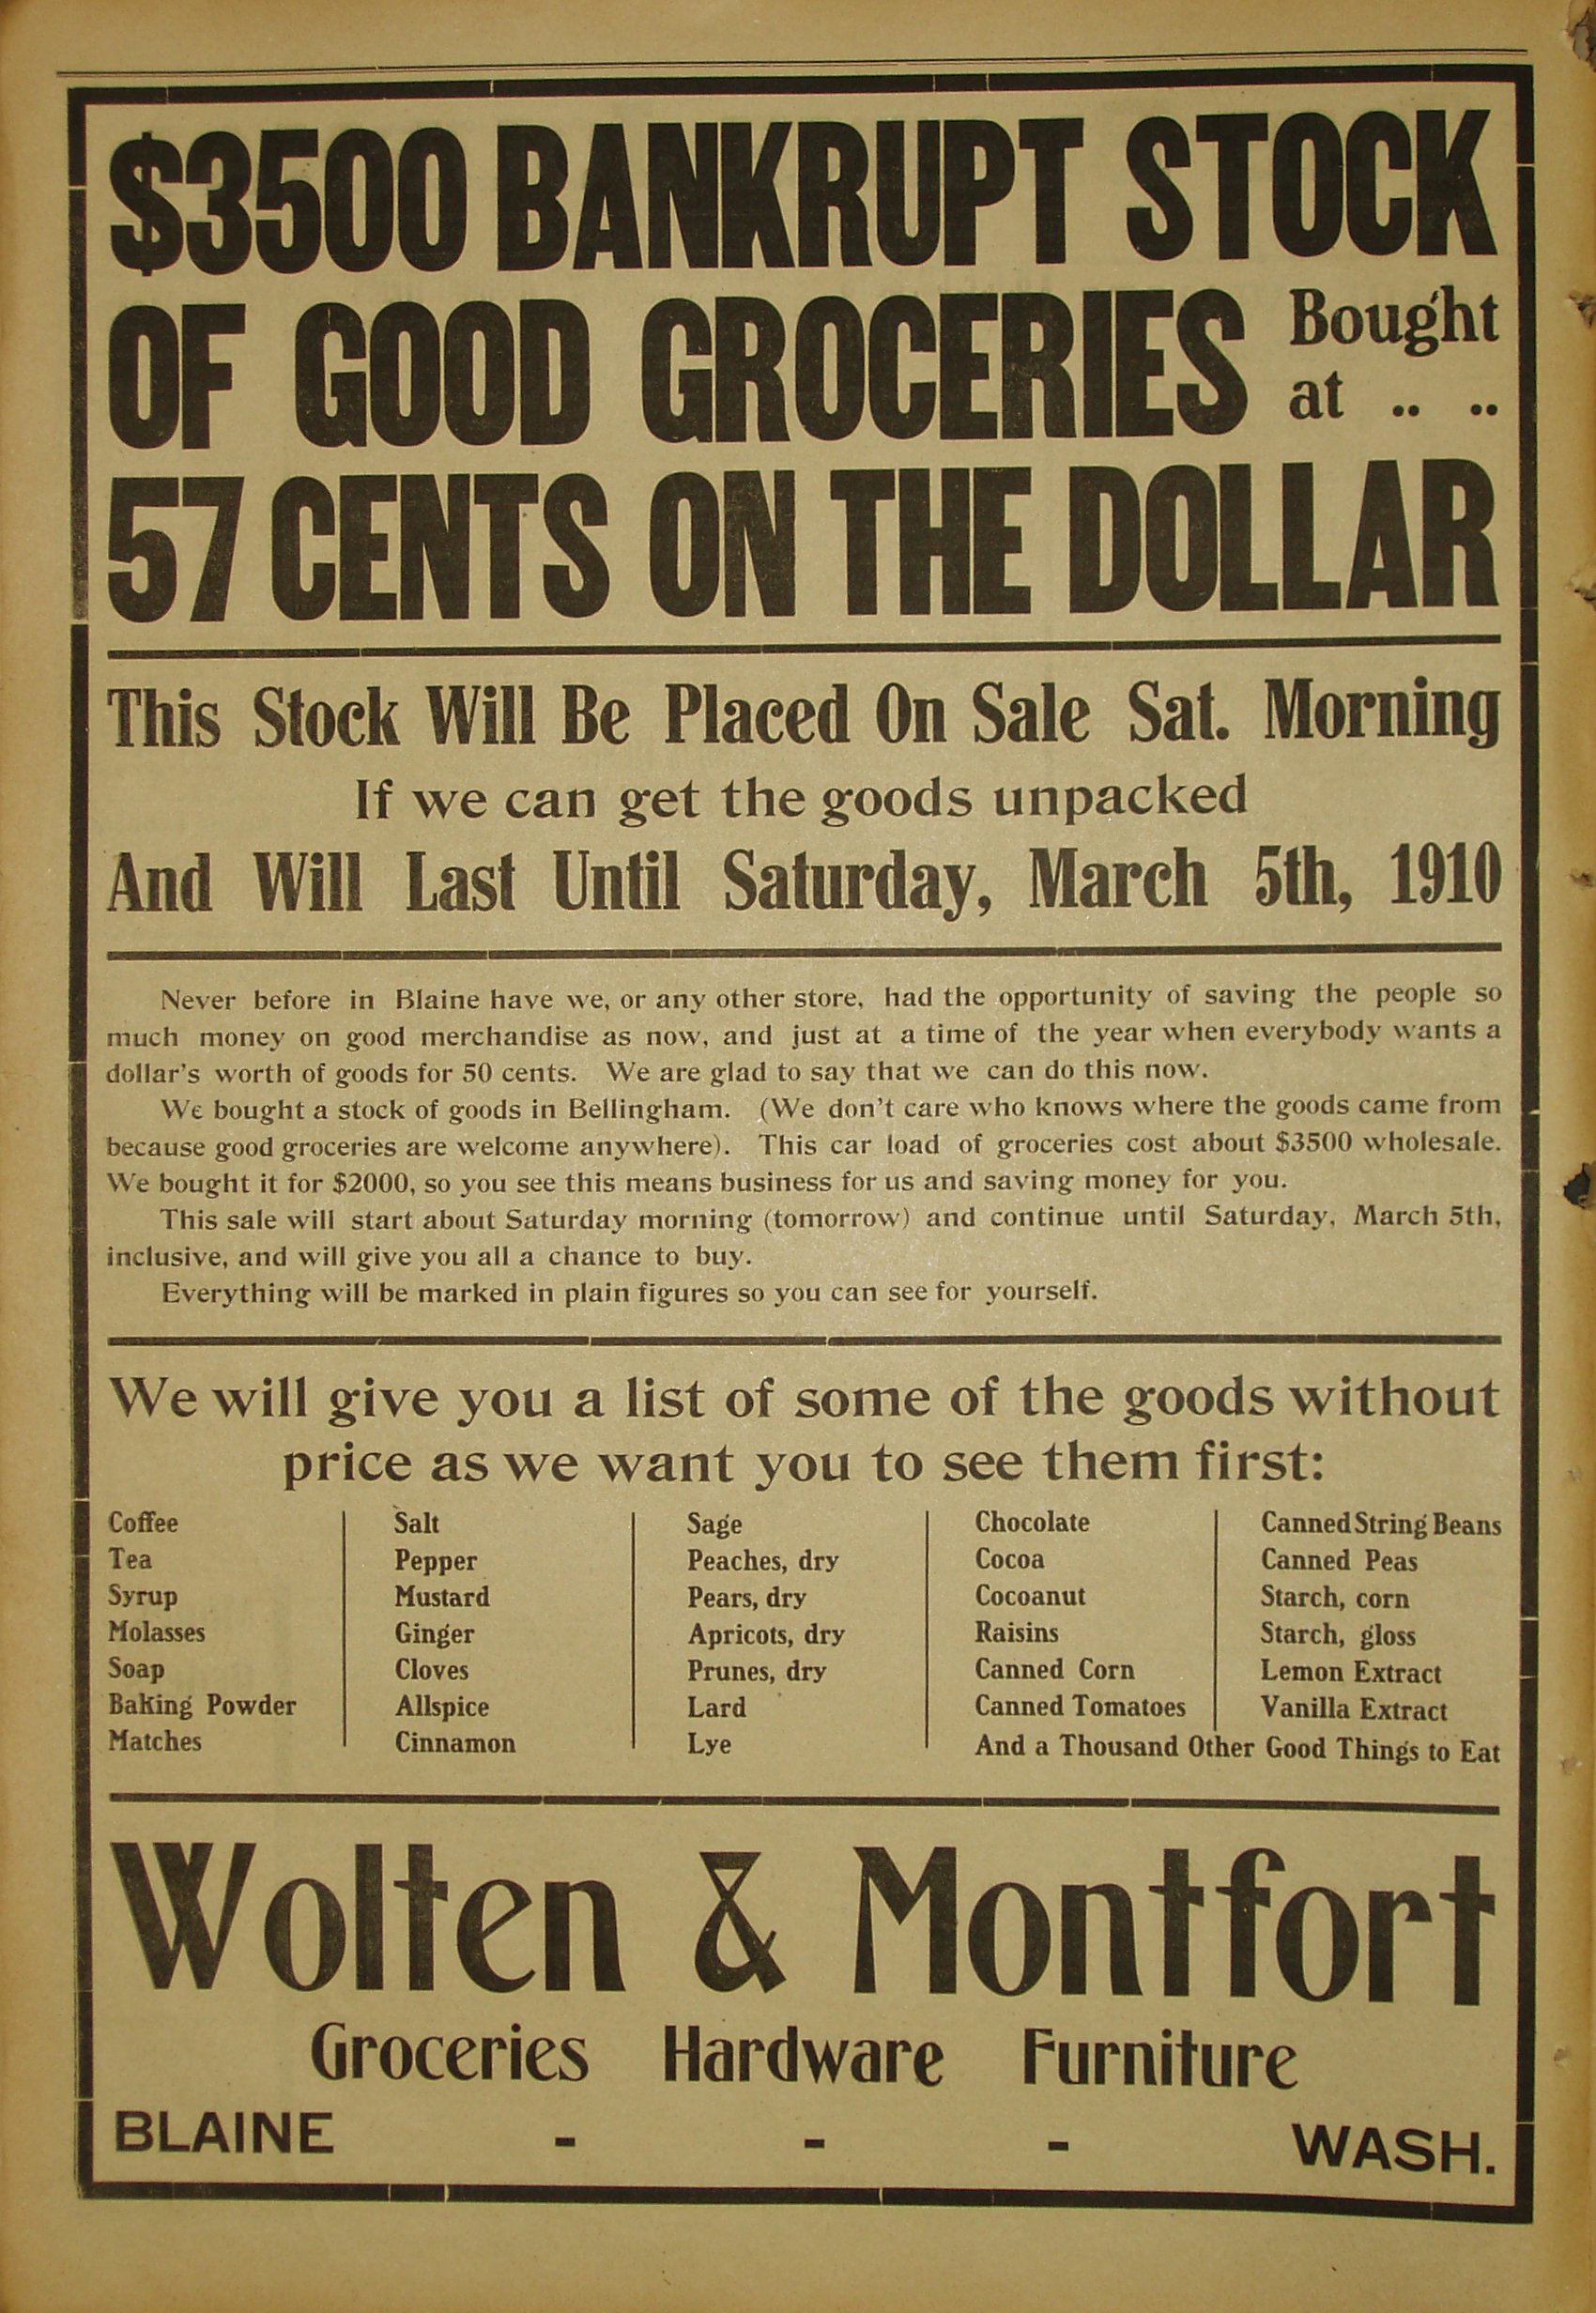 $3500 BANKRUPT STOCK
OF GOOD GROCERIES Bought
at .. ..
57 CENTS ON THE DOLLAR
This Stock Will Be Placed On Sale Sat. Morning
If we can get the goods unpacked
And Will Last Until Saturday, March 5th, 1910
Never before in Blaine have we, or any other store, had the opportunity of saving the people so
much money on good merchandise as now, and just at a time of the year when everybody wants a
dollar's worth of goods for 50 cents. We are glad to say that we can do this now.
We bought a stock of goods in Bellingham. (We don't care who knows where the goods came from
because good groceries are welcome anywhere). This car load of groceries cost about $3500 wholesale.
We bought it for $2000, so you see this means business for us and saving money for you.
This sale will start about Saturday morning (tomorrow) and continue until Saturday, March 5th,
inclusive, and will give you all a chance to buy.
Everything will be marked in plain figures so you can see for yourself.
We will give you a list of some of the goods without
price as we want you to see them first:
Coffee
Tea
Syrup
Molasses
Soap
Baking Powder
Matches
Salt
Pepper
Mustard
Ginger
Cloves
Allspice
Cinnamon
Sage
Peaches, dry
Pears, dry
Apricots, dry
Prunes, dry
Lard
Lye
Chocolate
Cocoa
Cocoanut
Raisins
Canned Corn
Canned Tomatoes
Canned String Beans
Canned Peas
Starch, corn
Starch, gloss
Lemon Extract
Vanilla Extract
And a Thousand Other Good Things to Eat
Wolten & Montfort
Groceries Hardware Furniture
BLAINE - - - WASH.